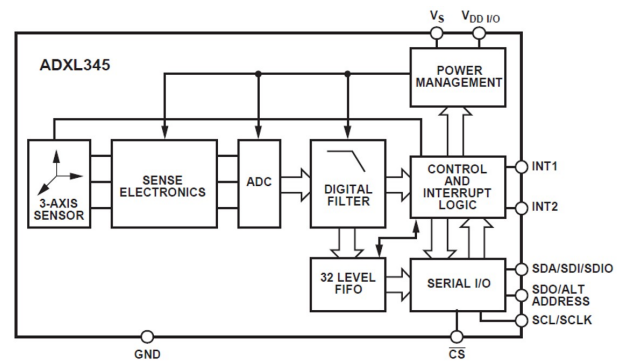 VS
VDD I/O
ADXL345
POWER
MANAGEMENT
3-AXIS
SENSOR
SENSE
ELECTRONICS
ADC
DIGITAL
FILTER
CONTROL
AND
INTERRUPT
LOGIC
INT1
INT2
32 LEVEL
FIFO
SERIAL I/O
SDA/SDI/SDIO
SDO/ALT
ADDRESS
SCL/SCLK
GND
CS